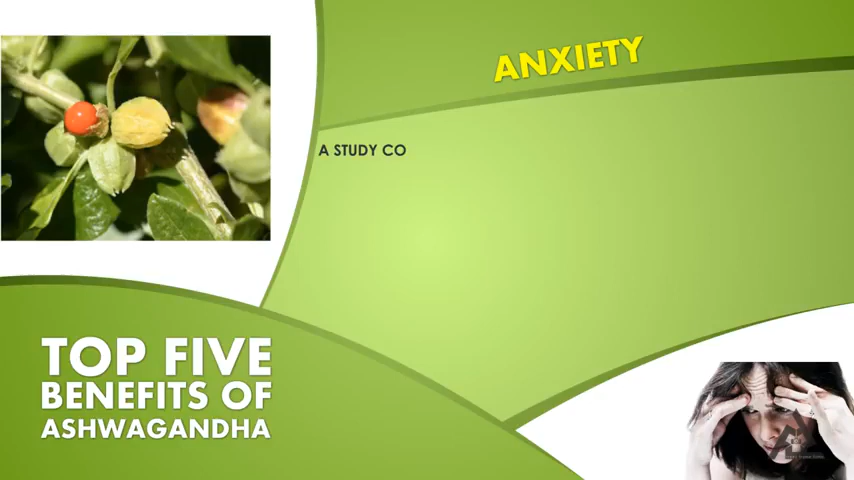 ANXIETY
A STUDY CO
TOP FIVE
BENEFITS OF
ASHWAGANDHA